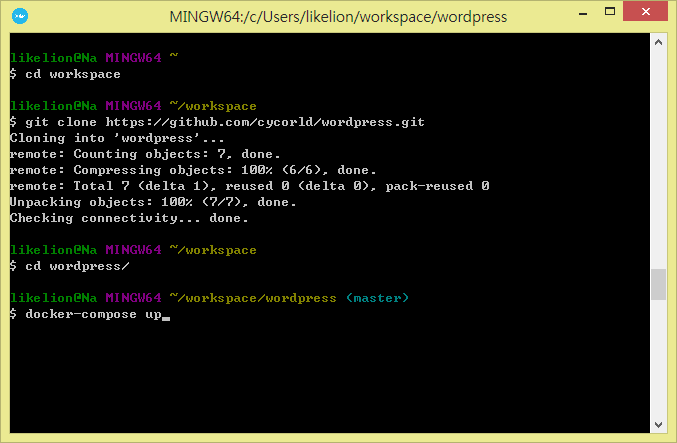 MINGW64:/c/Users/likelion/workspace/wordpress
likelion@Na MINGW64 ~
$ cd workspace
likelion@Na MINGW64 ~/workspace
$ git clone https://github.com/cycorld/wordpress.git
Cloning into 'wordpress'...
remote: Counting objects: 7, done.
remote: Compressing objects: 100% (6/6), done.
remote: Total 7 (delta 1), reused 0 (delta 0), pack-reused 0
Unpacking objects: 100% (7/7), done.
Checking connectivity... done.
likelion@Na MINGW64 ~/workspace
$ cd wordpress/
likelion@Na MINGW64 ~/workspace/wordpress (master)
$ docker-compose up